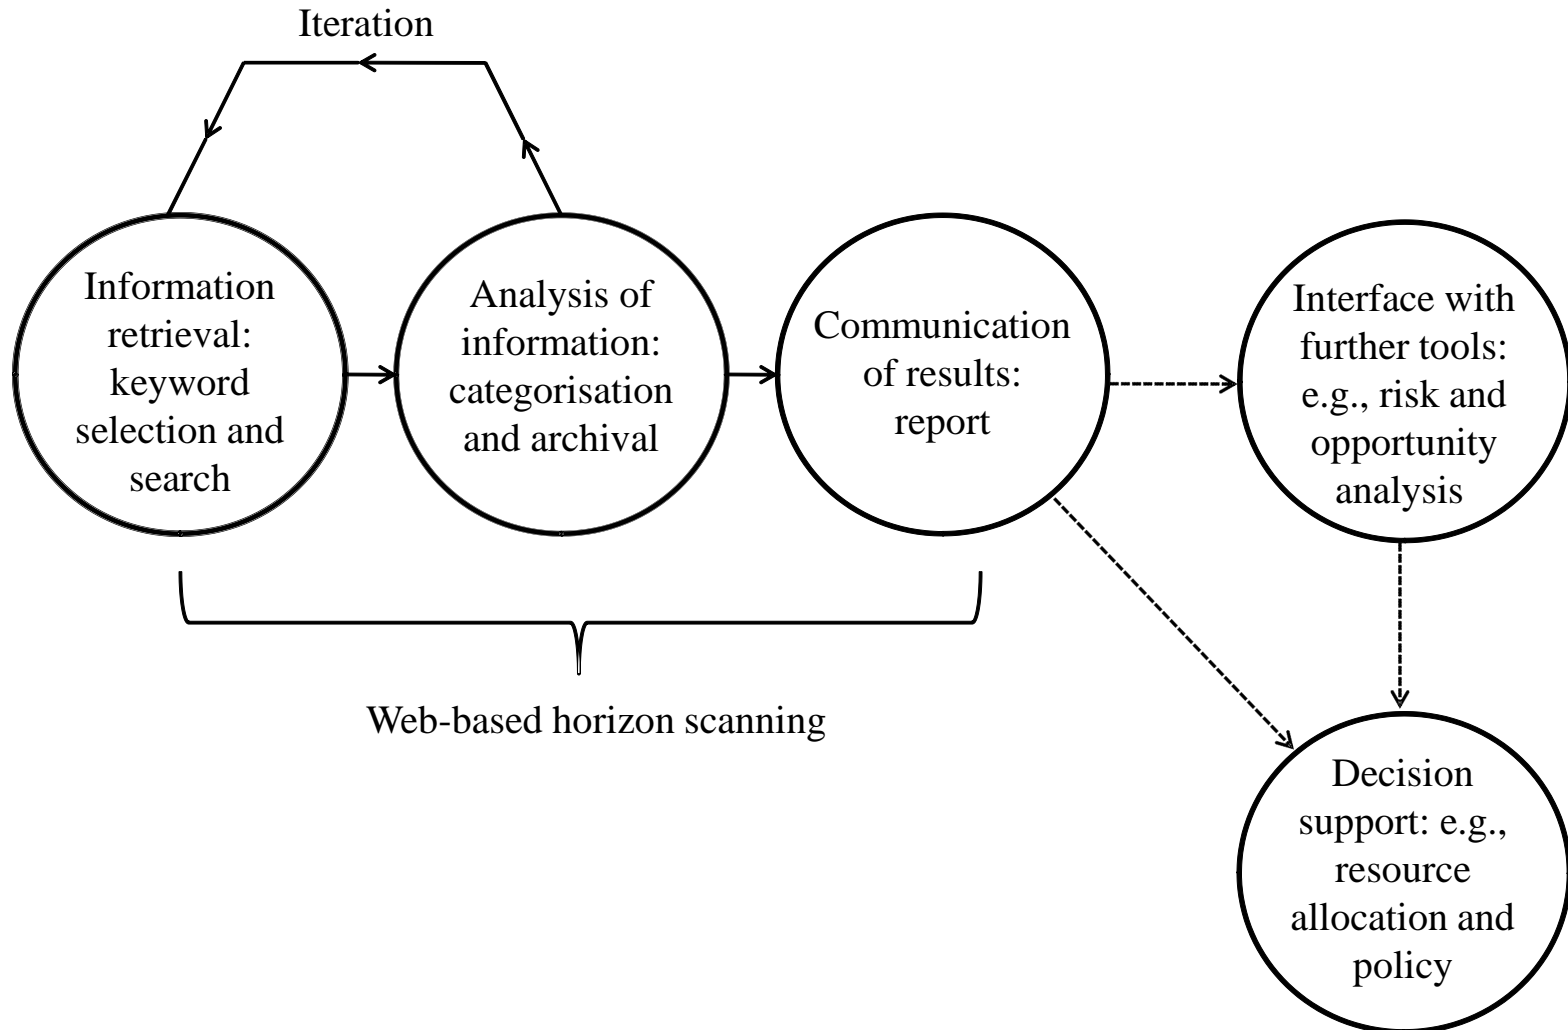 Iteration
Information
retrieval:
keyword
selection and
search
Analysis of
information:
categorisation
and archival
Communication
of results:
report
Interface with
further tools:
e.g., risk and
opportunity
analysis
Web-based horizon scanning
Decision
support: e.g.,
resource
allocation and
policy